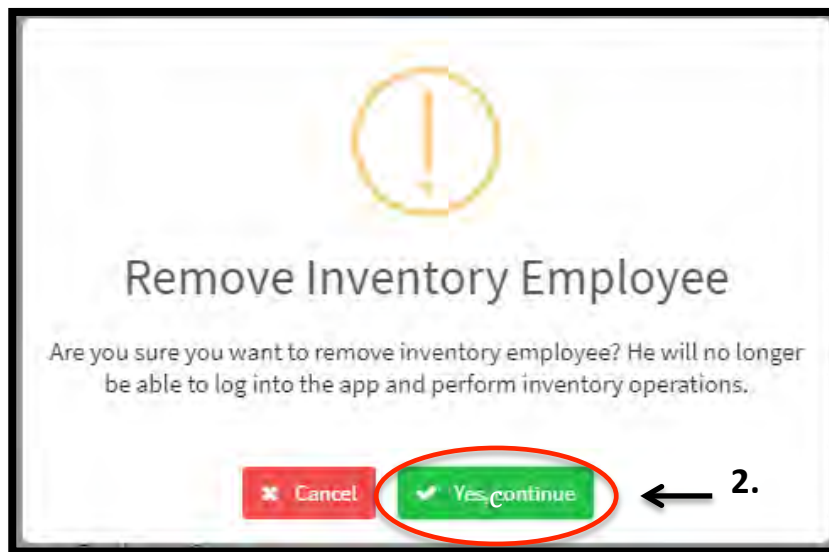 Remove Inventory Employee
Are you sure you want to remove inventory employee? He will no longer
be able to log into the app and perform inventory operations.
Cancel
Yes,continue
2.